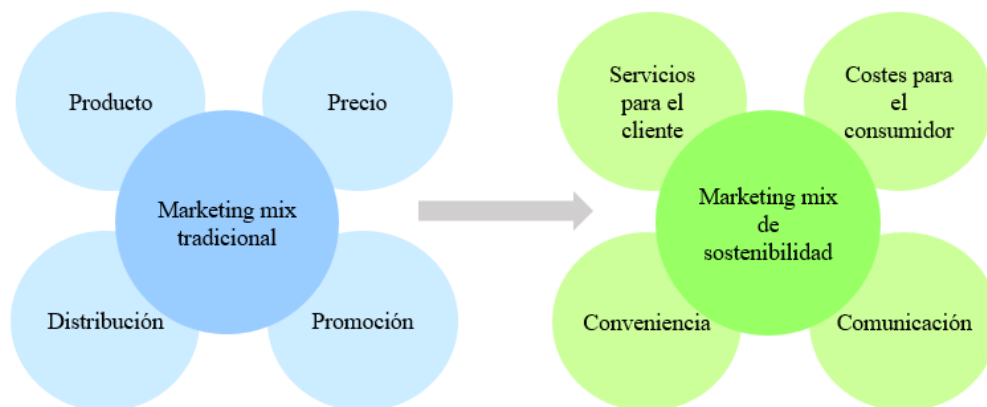 Producto
Precio
Marketing mix
tradicional
Distribución
Promoción
Servicios
para el
cliente
Costes para
el
consumidor
Marketing mix
de
sostenibilidad
Conveniencia
Comunicación